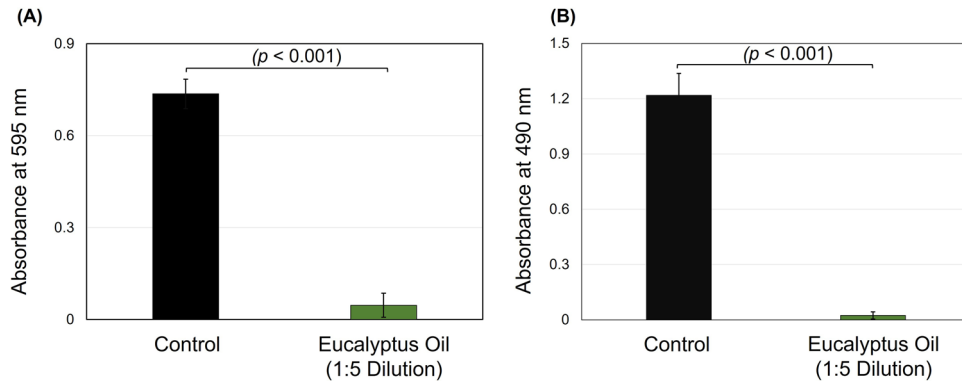 (A)
Absorbance at 595 nm
0.9
0.6
0.3
0
(p < 0.001)
Control
Eucalyptus Oil
(1:5 Dilution)
(B)
Absorbance at 490 nm
1.5
1.2
0.9
0.6
0.3
0
(p < 0.001)
Control
Eucalyptus Oil
(1:5 Dilution)